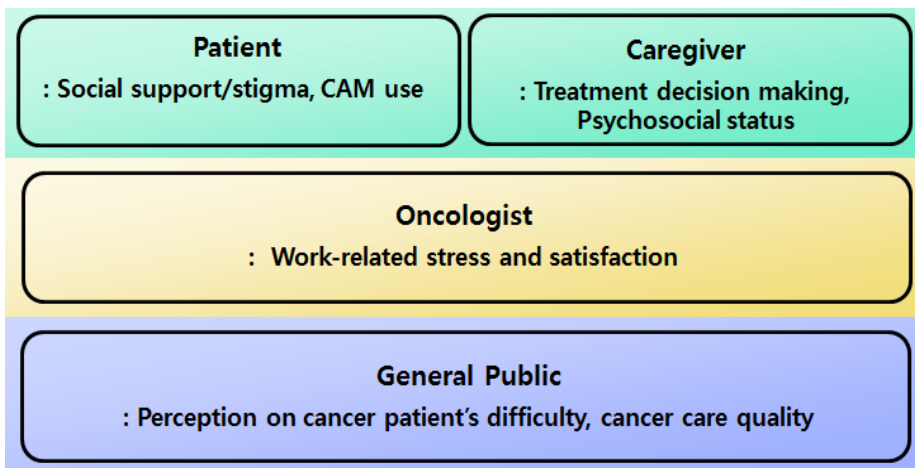 Patient
: Social support/stigma, CAM use
Caregiver
: Treatment decision making,
Psychosocial status
Oncologist
: Work-related stress and satisfaction
General Public
: Perception on cancer patient's difficulty, cancer care quality